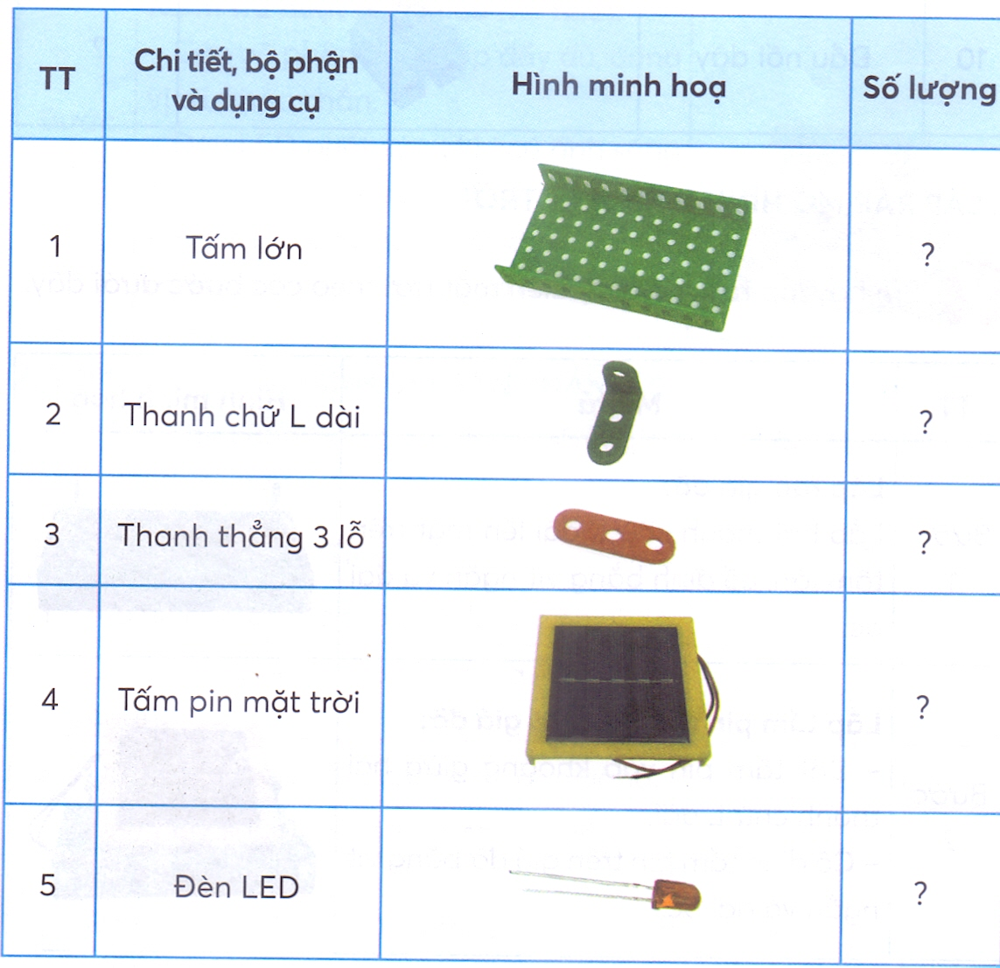 TT
Chi tiết, bộ phận
và dụng cụ
Hình minh hoạ
Số lượng
1
Tấm lớn
?
2
Thanh chữ L dài
?
3
Thanh thẳng 3 lỗ
?
4
Tấm pin mặt trời
?
5
Đèn LED
?